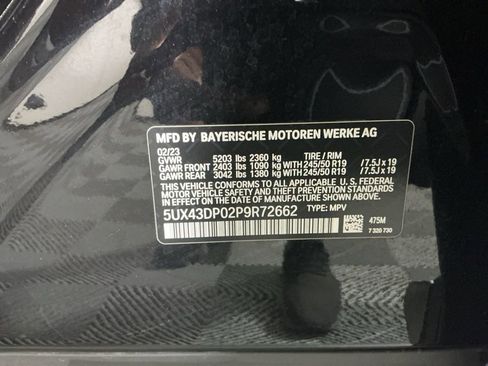 MFD BY BAYERISCHE MOTOREN WERKE AG
02/23
GVWR 5203 lbs 2360 kg TIRE / RIM
GAWR FRONT 2403 lbs 1090 kg 245/50 R19 /7.5J x 19
GAWR REAR 3042 lbs 1380 kg 245/50 R19 /7.5J x 19
THIS VEHICLE CONFORMS TO ALL APPLICABLE U. S. FEDERAL
MOTOR VEHICLE SAFETY, BUMPER, AND THEFT PREVENTION
STANDARDS IN EFFECT ON THE DATE OF MANUFACTURE SHOWN ABOVE.
5UX43DP02P9R72662 TYPE: MPV
475M
7 320 730